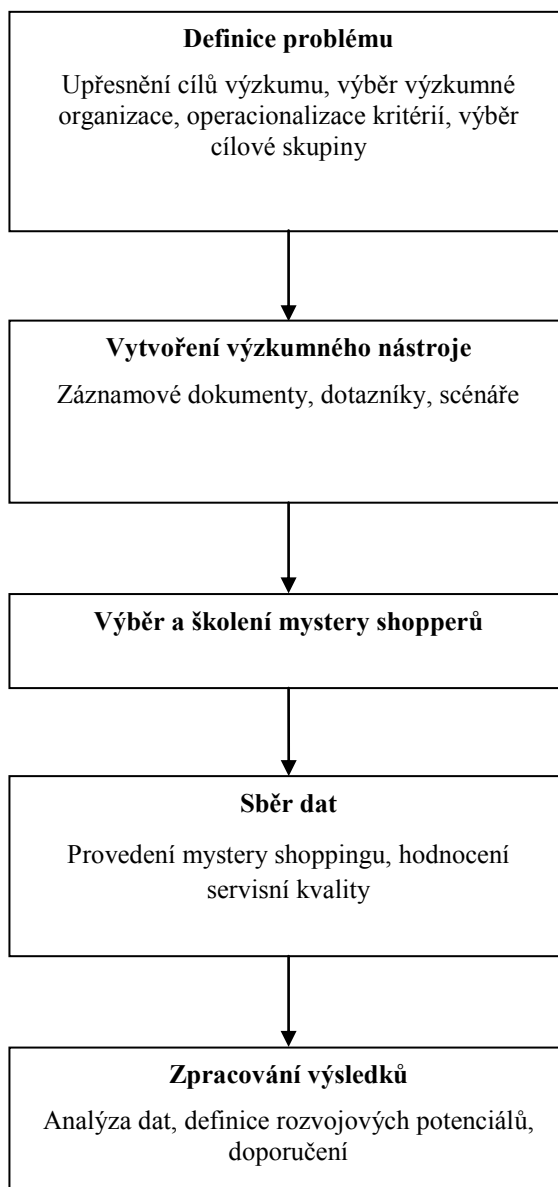 Definice problému
Upřesnění cílů výzkumu, výběr výzkumné
organizace, operacionalizace kritérií, výběr
cílové skupiny
Vytvoření výzkumného nástroje
Záznamové dokumenty, dotazníky, scénáře
Výběr a školení mystery shopperů
Sběr dat
Provedení mystery shoppingu, hodnocení
servisní kvality
Zpracování výsledků
Analýza dat, definice rozvojových potenciálů,
doporučení